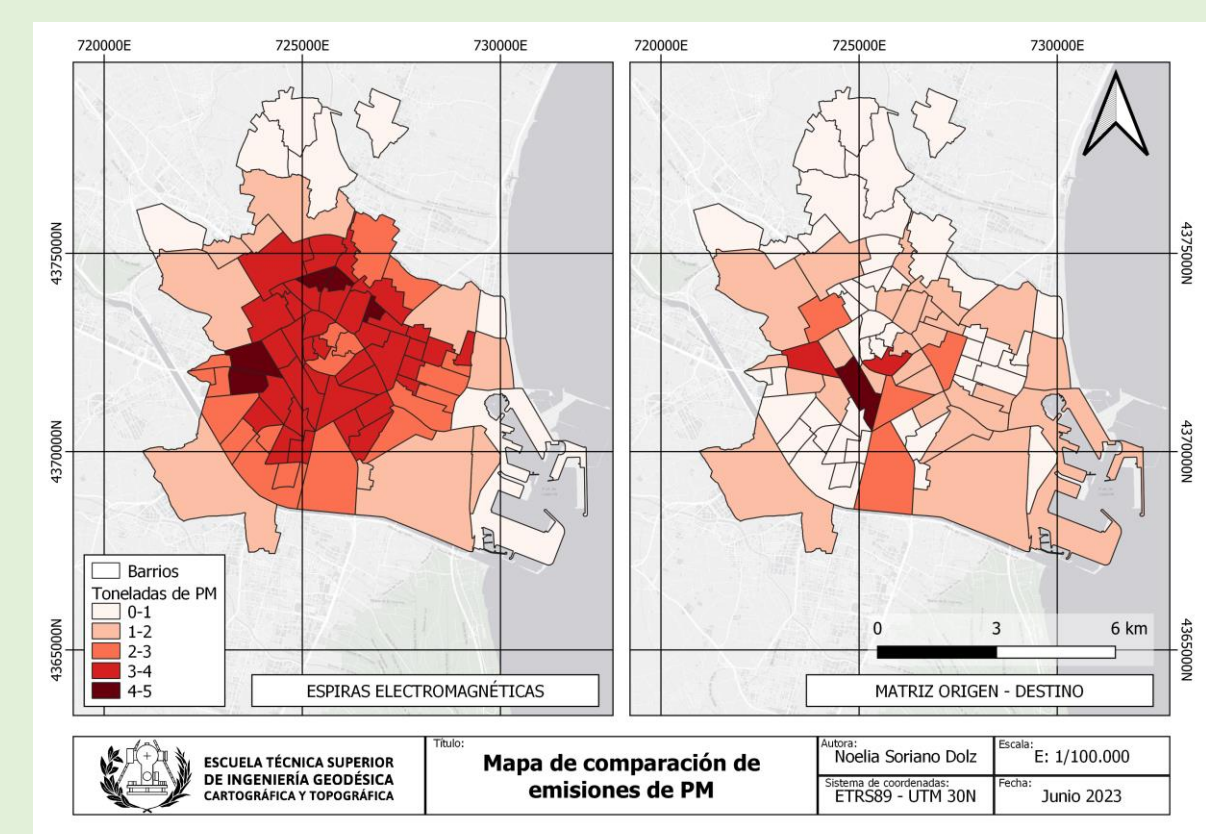 720000E 725000E 730000E
720000E 725000E 730000E
4375000N
4370000N
4365000N
4375000N
4370000N
4365000N
Barrios
Toneladas de PM
0-1
1-2
2-3
3-4
4-5
ESPIRAS ELECTROMAGNÉTICAS
0 3 6 km
MATRIZ ORIGEN - DESTINO
ESCUELA TÉCNICA SUPERIOR
DE INGENIERÍA GEODÉSICA
CARTOGRÁFICA Y TOPOGRÁFICA
Título:
Mapa de comparación de
emisiones de PM
Autora:
Noelia Soriano Dolz
Sistema de coordenadas:
ETRS89 - UTM 30N
Escala:
E: 1/100.000
Fecha:
Junio 2023